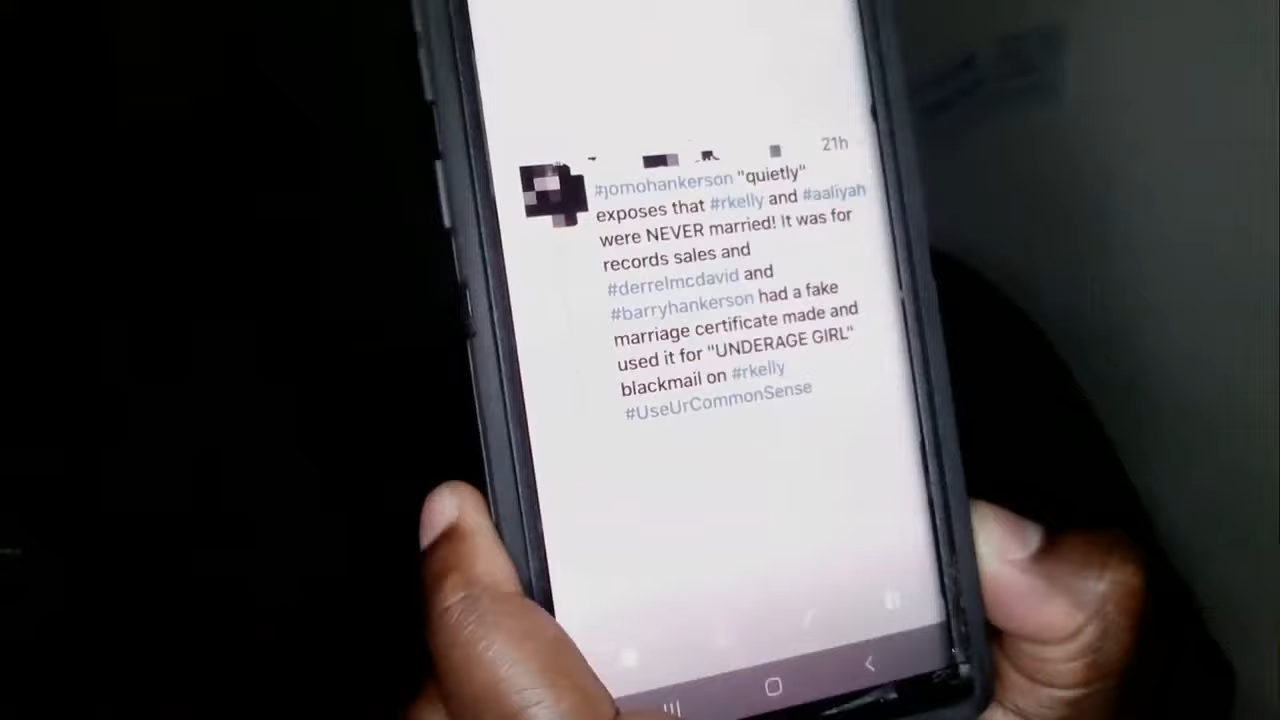 21h
#jomohankerson "quietly"
exposes that #rkelly and #aaliyah
were NEVER married! It was for
records sales and
#derrelmcdavid and
#barryhankerson had a fake
marriage certificate made and
used it for "UNDERAGE GIRL"
blackmail on #rkelly
#UseUrCommonSense